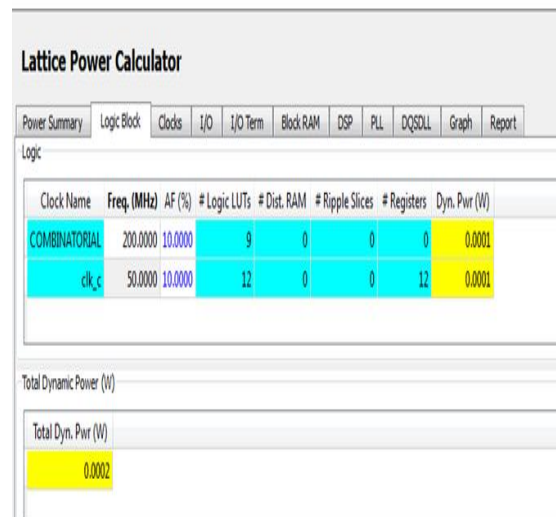 Lattice Power Calculator
Power Summary Logic Block Clocks I/O I/O Term Block RAM DSP PLL DQSDLL Graph Report
Logic
Clock Name Freq. (MHz) AF (%) # Logic LUTs # Dist. RAM # Ripple Slices # Registers Dyn. Pwr (W)
COMBINATORIAL 200.0000 10.0000 9 0 0 0 0.0001
clk_c 50.0000 10.0000 12 0 0 12 0.0001
Total Dynamic Power (W)
Total Dyn. Pwr (W)
0.0002